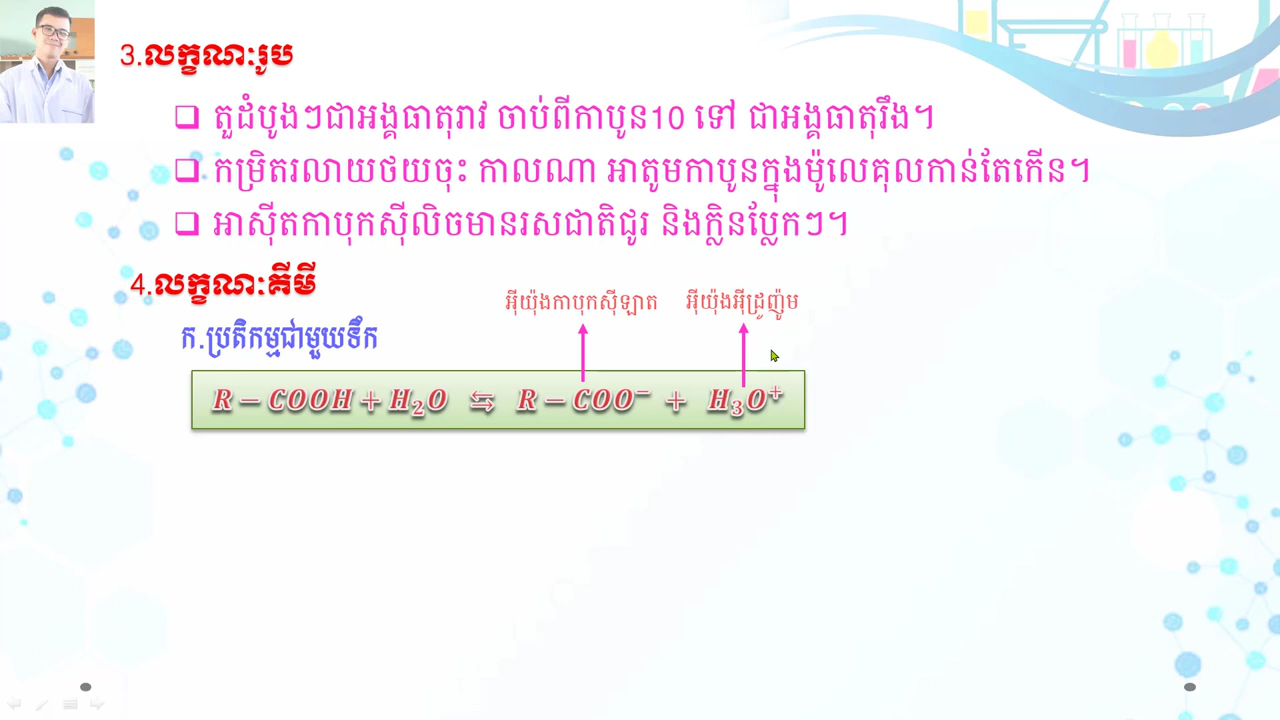 3.លក្ខណៈរូប
❑ តួដំបូងៗជាអង្គធាតុរាវ ចាប់ពីកាបូន10 ទៅ ជាអង្គធាតុរឹង។
❑ កម្រិតរលាយថយចុះ កាលណា អាតូមកាបូនក្នុងម៉ូលេគុលកាន់តែកើន។
❑ អាស៊ីតកាបុកស៊ីលិចមានរសជាតិជូរ និងក្លិនប្លែកៗ។
4.លក្ខណៈគីមី
អ៊ីយ៉ុងកាបុកស៊ីឡាត អ៊ីយ៉ុងអ៊ីដ្រូញ៉ូម
ក.ប្រតិកម្មជាមួយទឹក
R − COOH + H₂O ⇆ R − COO⁻ + H₃O⁺